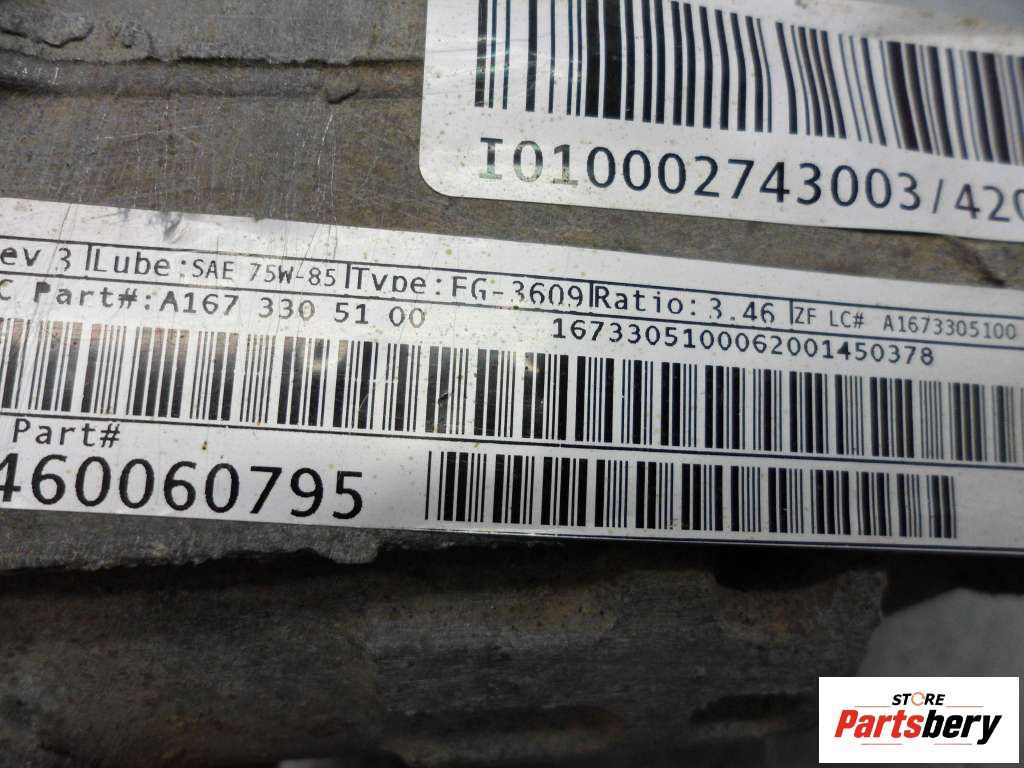 I010002743003/420
ev 3 Lube: SAE 75W-85 Type: FG-3609 Ratio: 3.46 ZF LC# A1673305100
C Part#: A167 330 51 00
1673305100062001450378
Part#
460060795
STORE
Partsbery